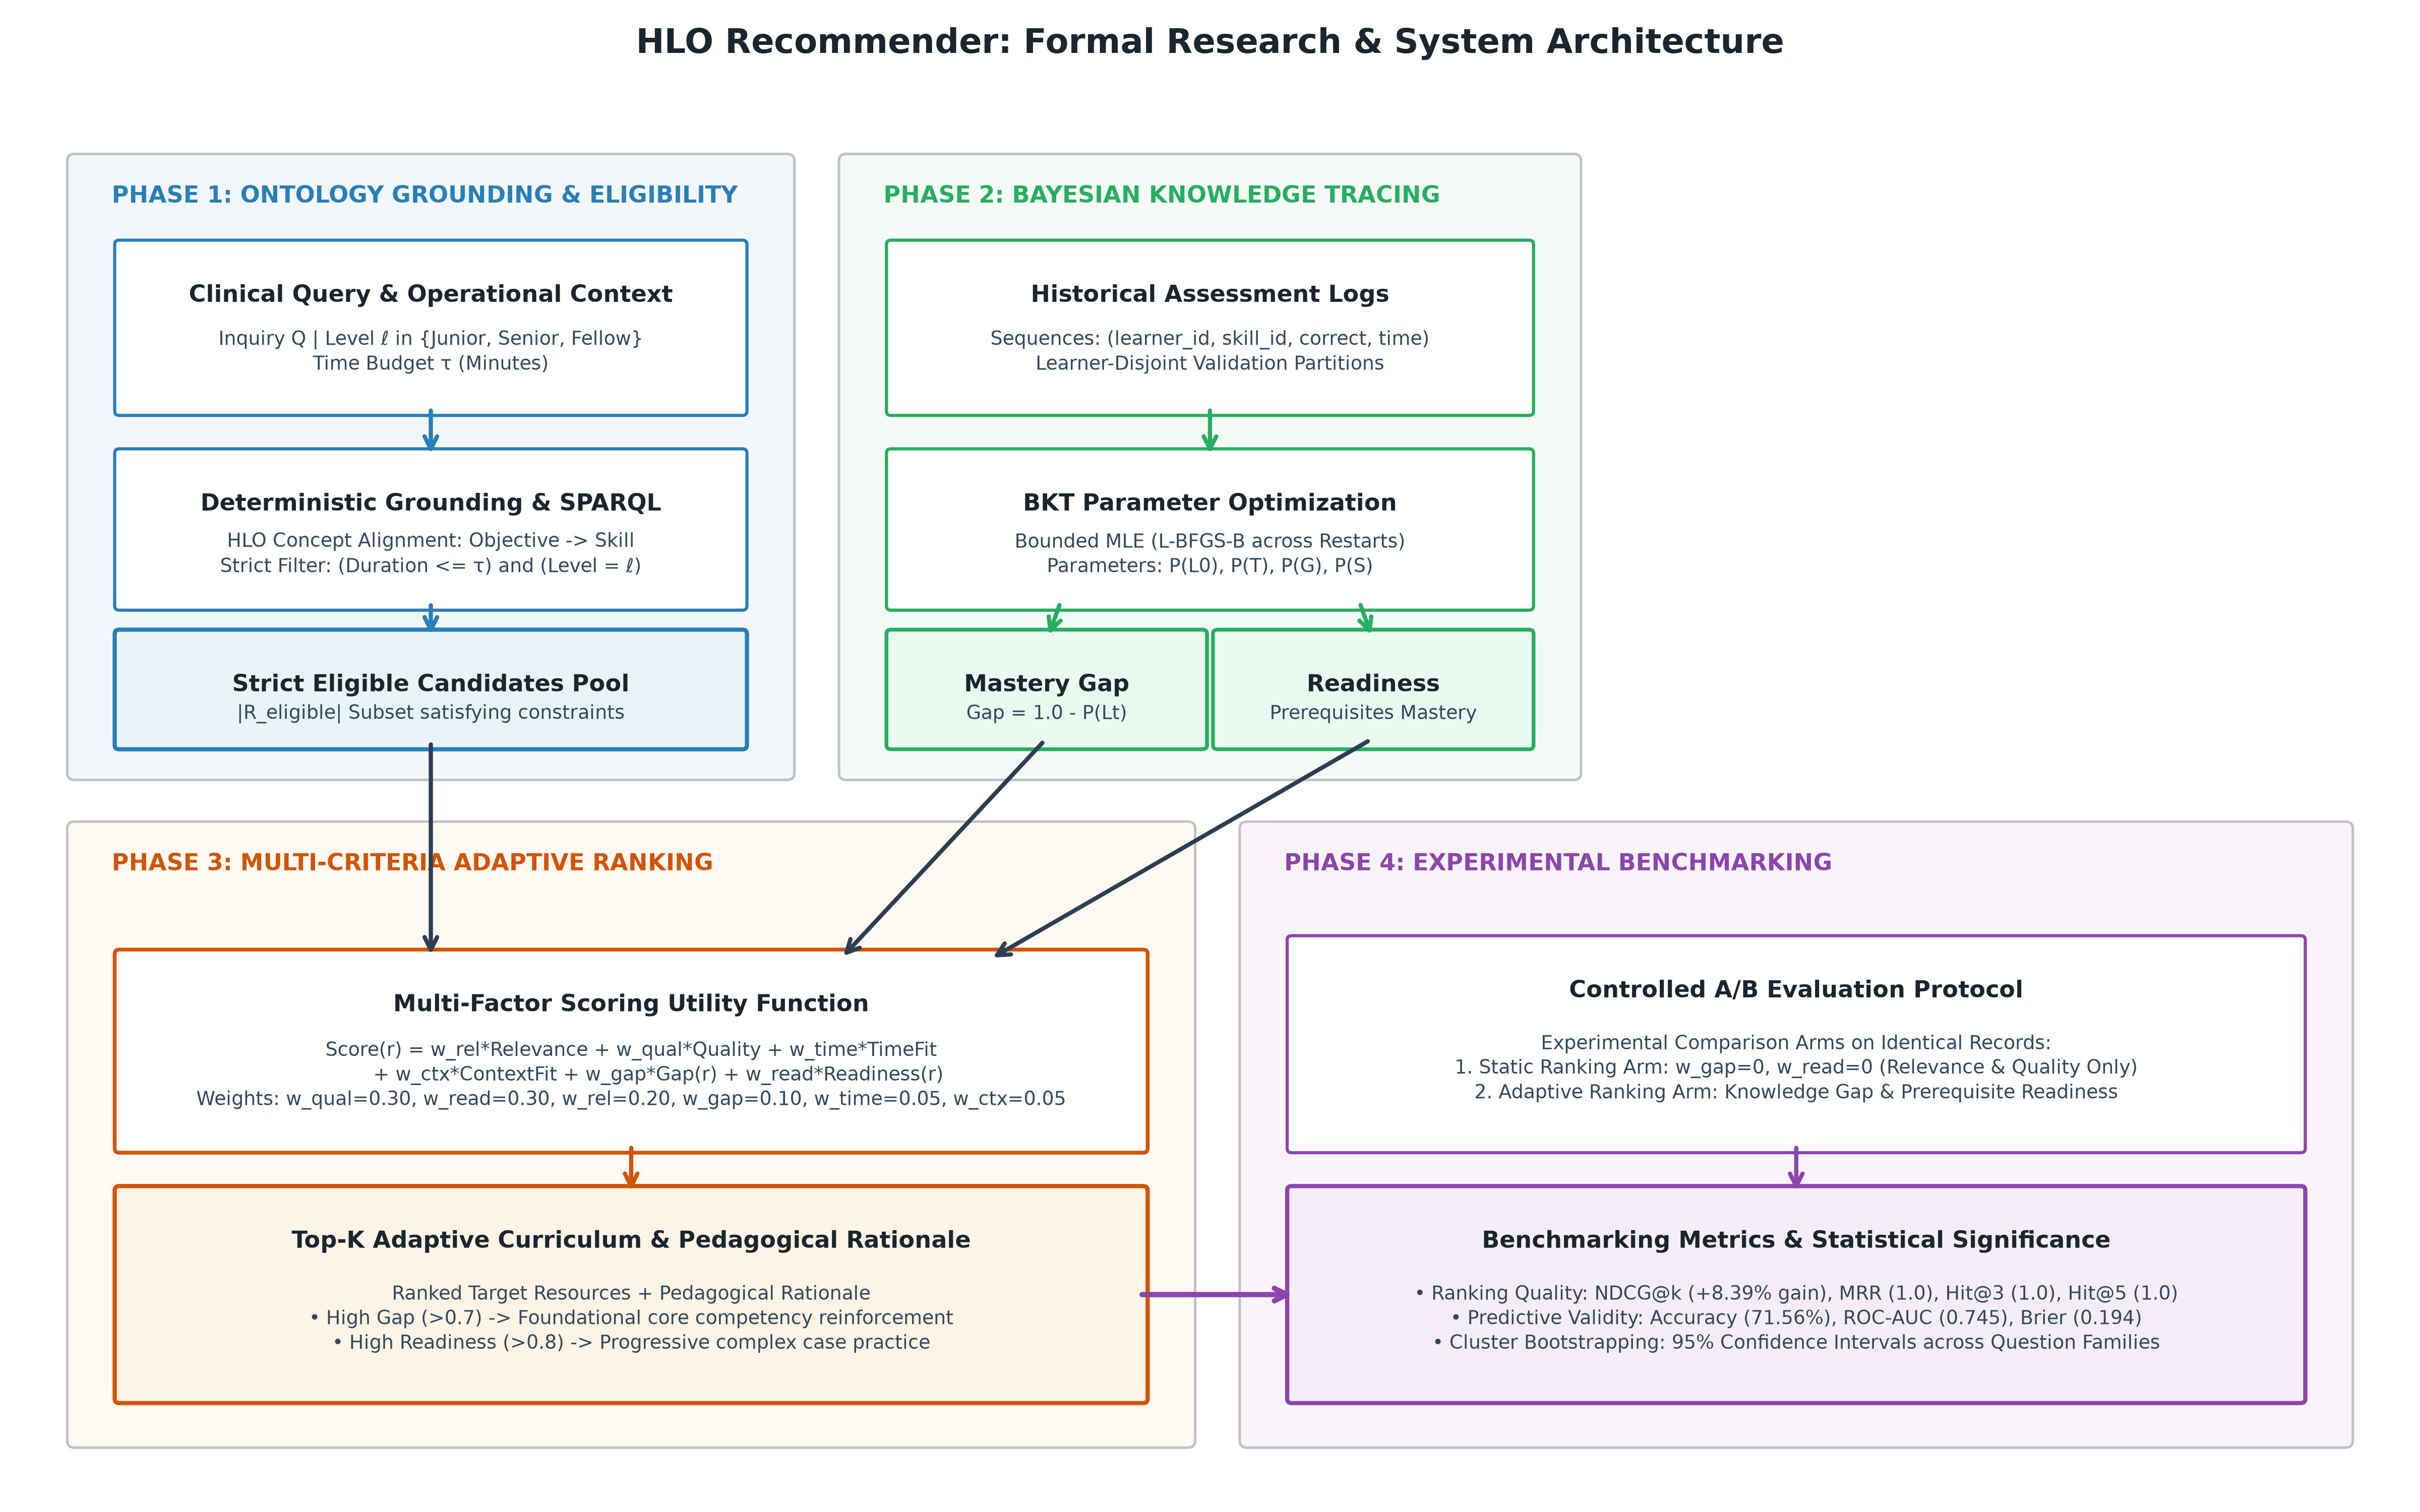 HLO Recommender: Formal Research & System Architecture
PHASE 1: ONTOLOGY GROUNDING & ELIGIBILITY
Clinical Query & Operational Context
Inquiry Q | Level ℓ in {Junior, Senior, Fellow}
Time Budget τ (Minutes)
Deterministic Grounding & SPARQL
HLO Concept Alignment: Objective -> Skill
Strict Filter: (Duration <= τ) and (Level = ℓ)
Strict Eligible Candidates Pool
|R_eligible| Subset satisfying constraints
PHASE 2: BAYESIAN KNOWLEDGE TRACING
Historical Assessment Logs
Sequences: (learner_id, skill_id, correct, time)
Learner-Disjoint Validation Partitions
BKT Parameter Optimization
Bounded MLE (L-BFGS-B across Restarts)
Parameters: P(L0), P(T), P(G), P(S)
Mastery Gap
Gap = 1.0 - P(Lt)
Readiness
Prerequisites Mastery
PHASE 3: MULTI-CRITERIA ADAPTIVE RANKING
Multi-Factor Scoring Utility Function
Score(r) = w_rel*Relevance + w_qual*Quality + w_time*TimeFit
+ w_ctx*ContextFit + w_gap*Gap(r) + w_read*Readiness(r)
Weights: w_qual=0.30, w_read=0.30, w_rel=0.20, w_gap=0.10, w_time=0.05, w_ctx=0.05
Top-K Adaptive Curriculum & Pedagogical Rationale
Ranked Target Resources + Pedagogical Rationale
• High Gap (>0.7) -> Foundational core competency reinforcement
• High Readiness (>0.8) -> Progressive complex case practice
PHASE 4: EXPERIMENTAL BENCHMARKING
Controlled A/B Evaluation Protocol
Experimental Comparison Arms on Identical Records:
1. Static Ranking Arm: w_gap=0, w_read=0 (Relevance & Quality Only)
2. Adaptive Ranking Arm: Knowledge Gap & Prerequisite Readiness
Benchmarking Metrics & Statistical Significance
• Ranking Quality: NDCG@k (+8.39% gain), MRR (1.0), Hit@3 (1.0), Hit@5 (1.0)
• Predictive Validity: Accuracy (71.56%), ROC-AUC (0.745), Brier (0.194)
• Cluster Bootstrapping: 95% Confidence Intervals across Question Families